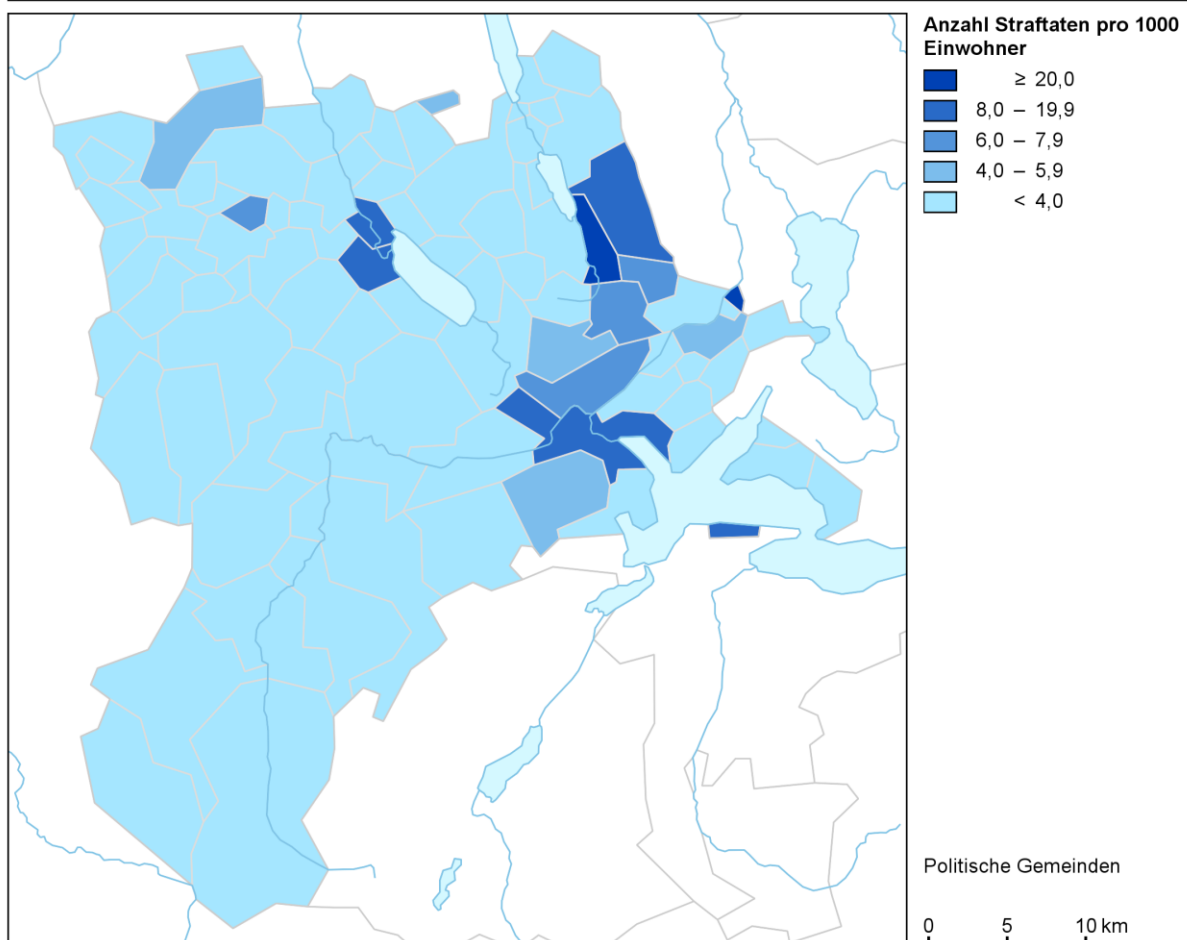 Anzahl Straftaten pro 1000
Einwohner
≥ 20,0
8,0 – 19,9
6,0 – 7,9
4,0 – 5,9
< 4,0
Politische Gemeinden
0 5 10 km